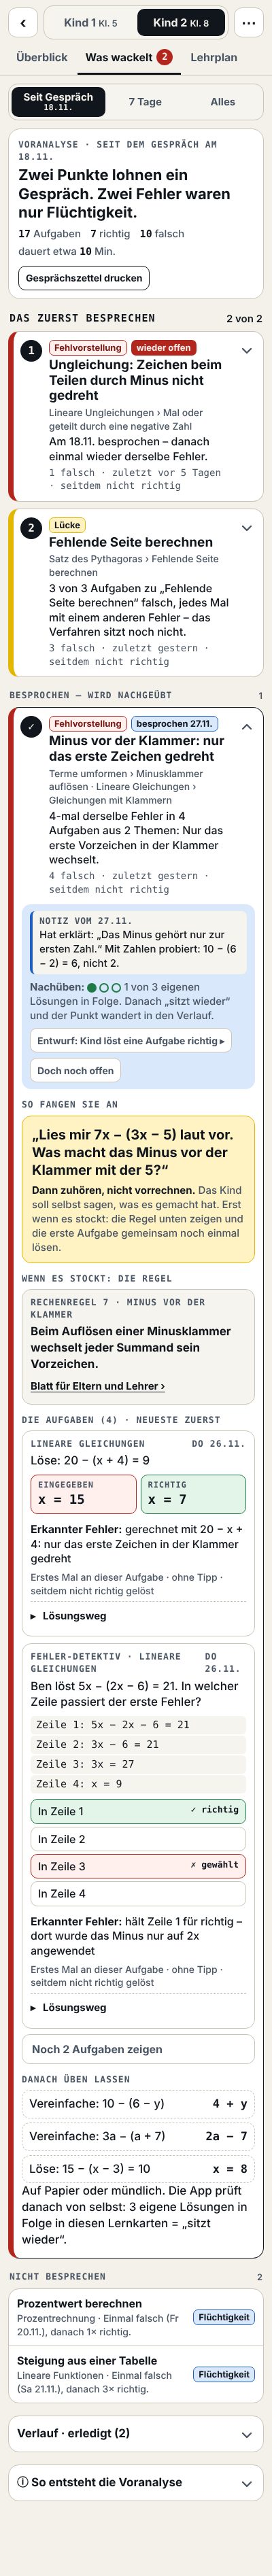 ‹ Kind 1 Kl. 5 Kind 2 Kl. 8 ⋯
Überblick Was wackelt 2 Lehrplan
Seit Gespräch 7 Tage Alles
18.11.
VORANALYSE · SEIT DEM GESPRÄCH AM
18.11.
Zwei Punkte lohnen ein
Gespräch. Zwei Fehler waren
nur Flüchtigkeit.
17 Aufgaben 7 richtig 10 falsch
dauert etwa 10 Min.
Gesprächszettel drucken
DAS ZUERST BESPRECHEN 2 von 2
1 Fehlvorstellung wieder offen
Ungleichung: Zeichen beim
Teilen durch Minus nicht
gedreht
Lineare Ungleichungen › Mal oder
geteilt durch eine negative Zahl
Am 18.11. besprochen – danach
einmal wieder derselbe Fehler.
1 falsch · zuletzt vor 5 Tagen
· seitdem nicht richtig
2 Lücke
Fehlende Seite berechnen
Satz des Pythagoras › Fehlende Seite
berechnen
3 von 3 Aufgaben zu „Fehlende
Seite berechnen“ falsch, jedes Mal
mit einem anderen Fehler – das
Verfahren sitzt noch nicht.
3 falsch · zuletzt gestern ·
seitdem nicht richtig
BESPROCHEN – WIRD NACHGEÜBT 1
✓ Fehlvorstellung besprochen 27.11.
Minus vor der Klammer: nur
das erste Zeichen gedreht
Terme umformen › Minusklammer
auflösen · Lineare Gleichungen ›
Gleichungen mit Klammern
4-mal derselbe Fehler in 4
Aufgaben aus 2 Themen: Nur das
erste Vorzeichen in der Klammer
wechselt.
4 falsch · zuletzt gestern ·
seitdem nicht richtig
NOTIZ VOM 27.11.
Hat erklärt: „Das Minus gehört nur zur
ersten Zahl.“ Mit Zahlen probiert: 10 − (6
− 2) = 6, nicht 2.
Nachüben: 1 von 3 eigenen
Lösungen in Folge. Danach „sitzt wieder“
und der Punkt wandert in den Verlauf.
Entwurf: Kind löst eine Aufgabe richtig ▸
Doch noch offen
SO FANGEN SIE AN
„Lies mir 7x − (3x − 5) laut vor.
Was macht das Minus vor der
Klammer mit der 5?“
Dann zuhören, nicht vorrechnen. Das Kind
soll selbst sagen, was es gemacht hat. Erst
wenn es stockt: die Regel unten zeigen und
die erste Aufgabe gemeinsam noch einmal
lösen.
WENN ES STOCKT: DIE REGEL
RECHENREGEL 7 · MINUS VOR DER
KLAMMER
Beim Auflösen einer Minusklammer
wechselt jeder Summand sein
Vorzeichen.
Blatt für Eltern und Lehrer ›
DIE AUFGABEN (4) · NEUESTE ZUERST
LINEARE GLEICHUNGEN DO 26.11.
Löse: 20 − (x + 4) = 9
EINGEGEBEN RICHTIG
x = 15 x = 7
Erkannter Fehler: gerechnet mit 20 − x +
4: nur das erste Zeichen in der Klammer
gedreht
Erstes Mal an dieser Aufgabe · ohne Tipp ·
seitdem nicht richtig gelöst
▸ Lösungsweg
FEHLER-DETEKTIV · LINEARE DO
GLEICHUNGEN 26.11.
Ben löst 5x − (2x − 6) = 21. In welcher
Zeile passiert der erste Fehler?
Zeile 1: 5x − 2x − 6 = 21
Zeile 2: 3x − 6 = 21
Zeile 3: 3x = 27
Zeile 4: x = 9
In Zeile 1 ✓ richtig
In Zeile 2
In Zeile 3 ✗ gewählt
In Zeile 4
Erkannter Fehler: hält Zeile 1 für richtig –
dort wurde das Minus nur auf 2x
angewendet
Erstes Mal an dieser Aufgabe · ohne Tipp ·
seitdem nicht richtig gelöst
▸ Lösungsweg
Noch 2 Aufgaben zeigen
DANACH ÜBEN LASSEN
Vereinfache: 10 − (6 − y) 4 + y
Vereinfache: 3a − (a + 7) 2a − 7
Löse: 15 − (x − 3) = 10 x = 8
Auf Papier oder mündlich. Die App prüft
danach von selbst: 3 eigene Lösungen in
Folge in diesen Lernkarten = „sitzt
wieder“.
NICHT BESPRECHEN 2
Prozentwert berechnen
Prozentrechnung · Einmal falsch (Fr
20.11.), danach 1× richtig.
Flüchtigkeit
Steigung aus einer Tabelle
Lineare Funktionen · Einmal falsch
(Sa 21.11.), danach 3× richtig.
Flüchtigkeit
Verlauf · erledigt (2)
ⓘ So entsteht die Voranalyse